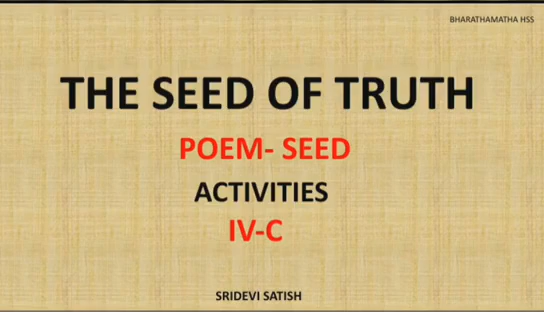 BHARATHAMATHA HSS
THE SEED OF TRUTH
POEM- SEED
ACTIVITIES
IV-C
SRIDEVI SATISH